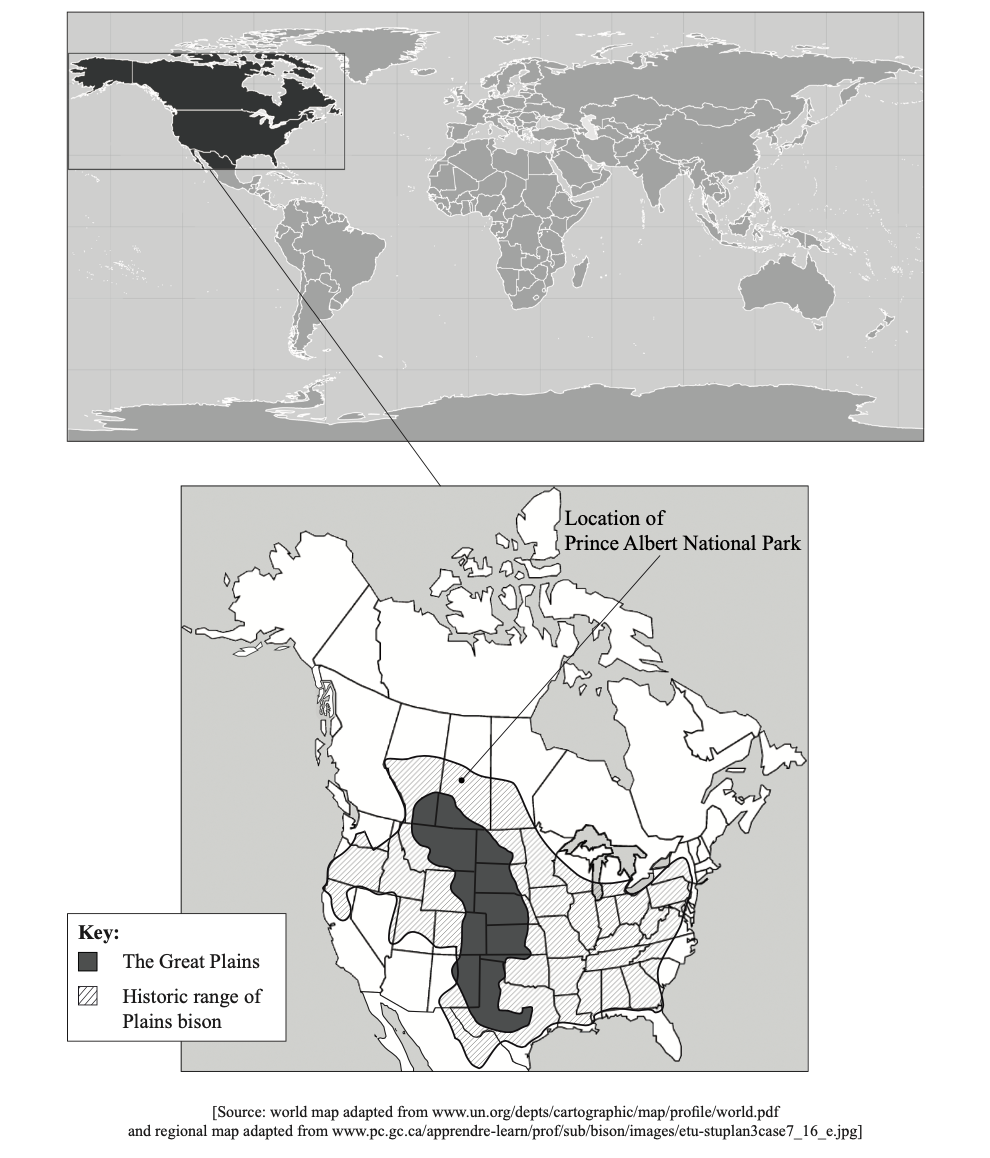 Location of
Prince Albert National Park
Key:
The Great Plains
Historic range of
Plains bison
[Source: world map adapted from www.un.org/depts/cartographic/map/profile/world.pdf
and regional map adapted from www.pc.gc.ca/apprendre-learn/prof/sub/bison/images/etu-stuplan3case7_16_e.jpg]